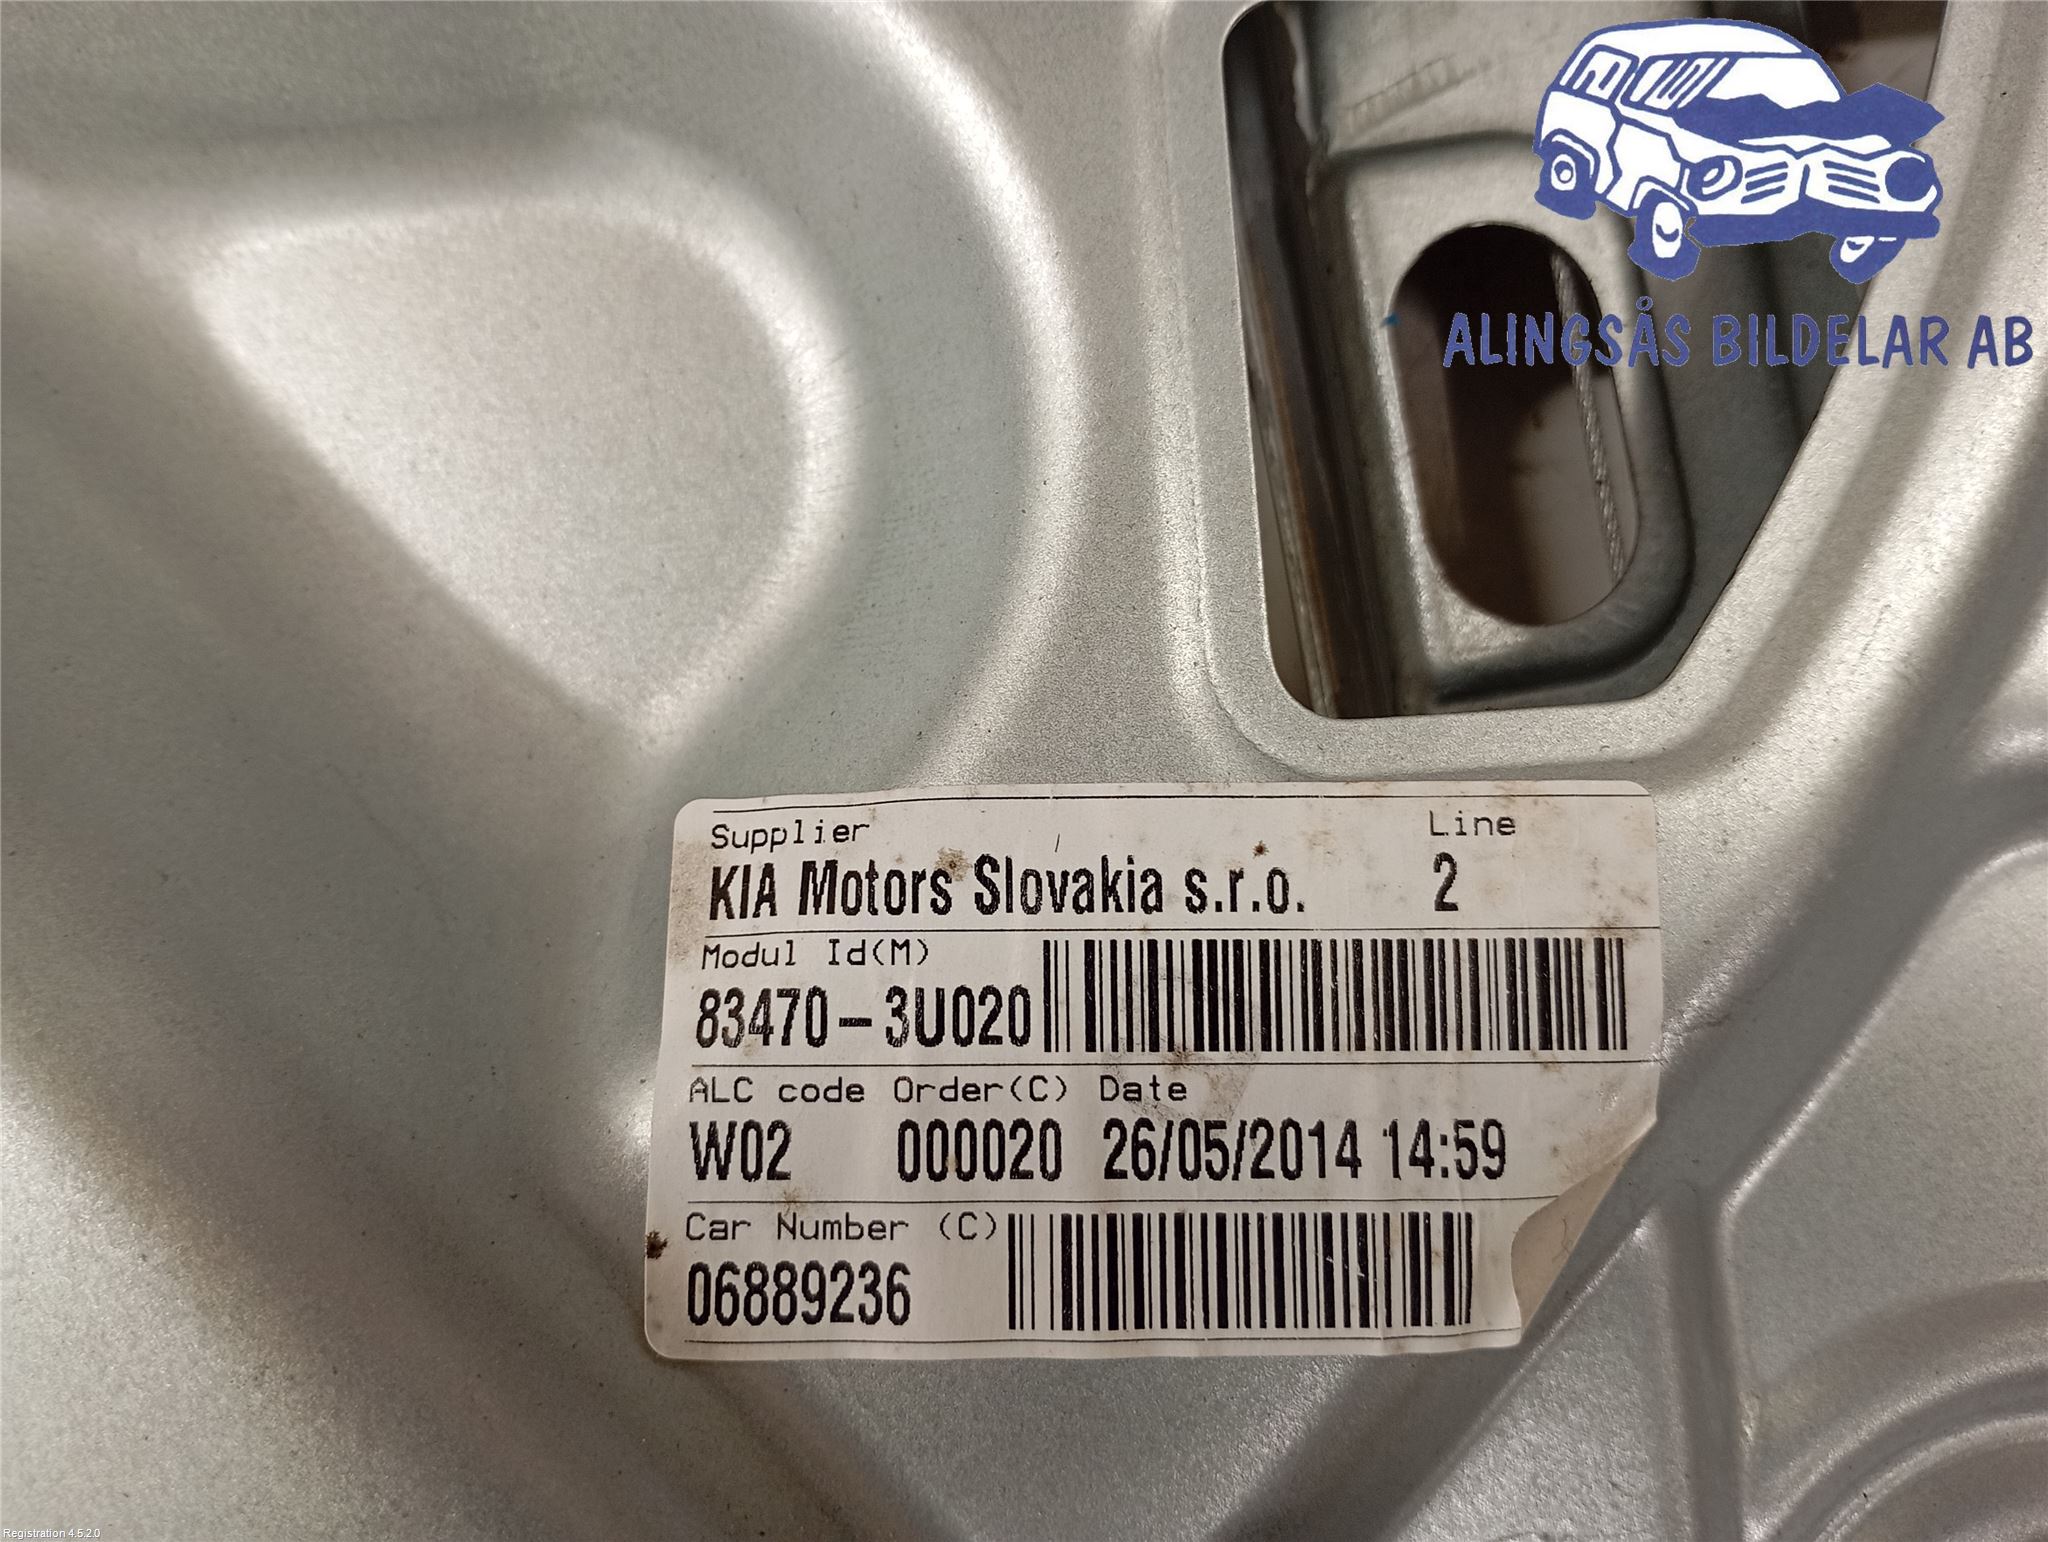 ALINGSÅS BILDELAR AB
Supplier Line
KIA Motors Slovakia s.r.o. 2
Modul Id(M)
83470-3U020
ALC code Order(C) Date
W02 000020 26/05/2014 14:59
Car Number (C)
06889236
Registration 4.5.2.0